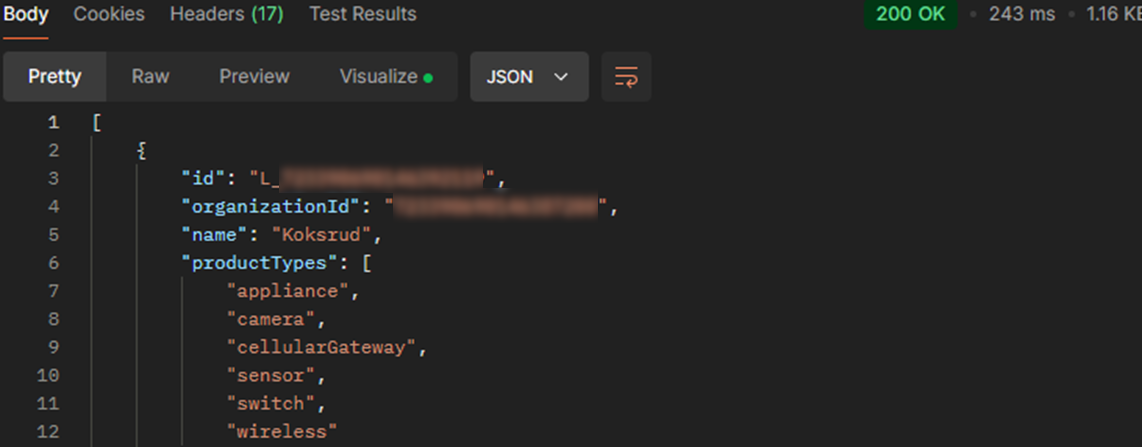 Body Cookies Headers (17) Test Results 200 OK • 243 ms • 1.16 KB
Pretty Raw Preview Visualize JSON
1 [
2 {
3 "id": "L_",
4 "organizationId": "",
5 "name": "Koksrud",
6 "productTypes": [
7 "appliance",
8 "camera",
9 "cellularGateway",
10 "sensor",
11 "switch",
12 "wireless"